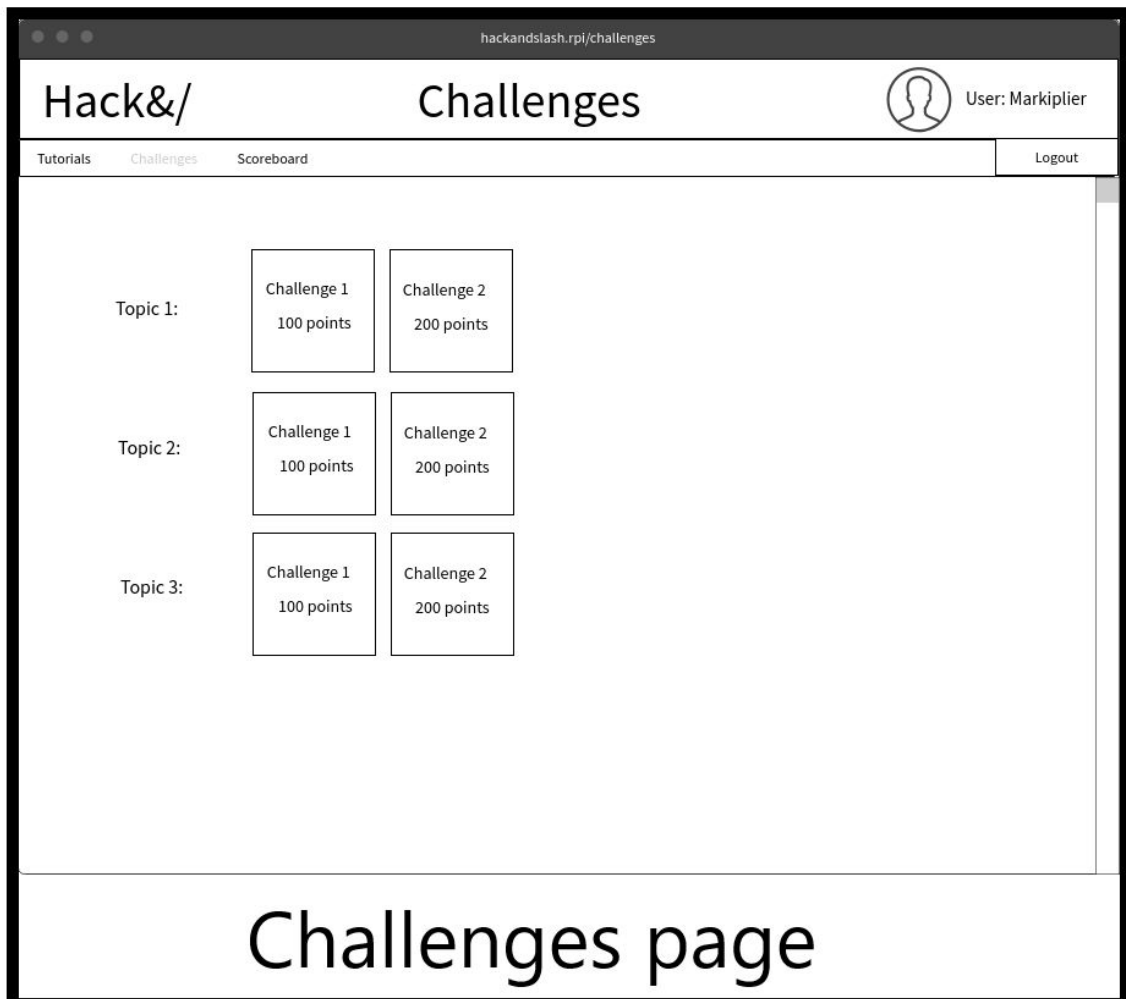 hackandslash.rpi/challenges
Hack&/ Challenges User: Markiplier
Tutorials Challenges Scoreboard Logout
Topic 1:
Challenge 1
100 points
Challenge 2
200 points
Topic 2:
Challenge 1
100 points
Challenge 2
200 points
Topic 3:
Challenge 1
100 points
Challenge 2
200 points
Challenges page